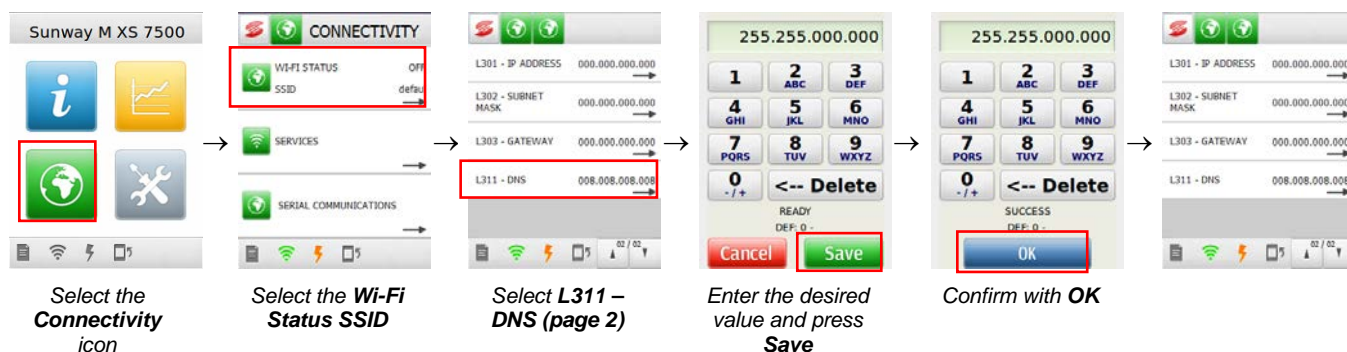 Sunway M XS 7500
CONNECTIVITY
WI-FI STATUS OFF
SSID defau
SERVICES
SERIAL COMMUNICATIONS
L301 - IP ADDRESS 000.000.000.000
L302 - SUBNET
MASK 000.000.000.000
L303 - GATEWAY 000.000.000.000
L311 - DNS 008.008.008.008
02 / 02
255.255.000.000
1 2 3
ABC DEF
4 5 6
GHI JKL MNO
7 8 9
PQRS TUV WXYZ
0 <-- Delete
- / +
READY
DEF: 0 -
Cancel Save
255.255.000.000
1 2 3
ABC DEF
4 5 6
GHI JKL MNO
7 8 9
PQRS TUV WXYZ
0 <-- Delete
- / +
SUCCESS
DEF: 0 -
OK
L301 - IP ADDRESS 000.000.000.000
L302 - SUBNET
MASK 000.000.000.000
L303 - GATEWAY 000.000.000.000
L311 - DNS 008.008.008.008
02 / 02
Select the
Connectivity
icon
Select the Wi-Fi
Status SSID
Select L311 –
DNS (page 2)
Enter the desired
value and press
Save
Confirm with OK